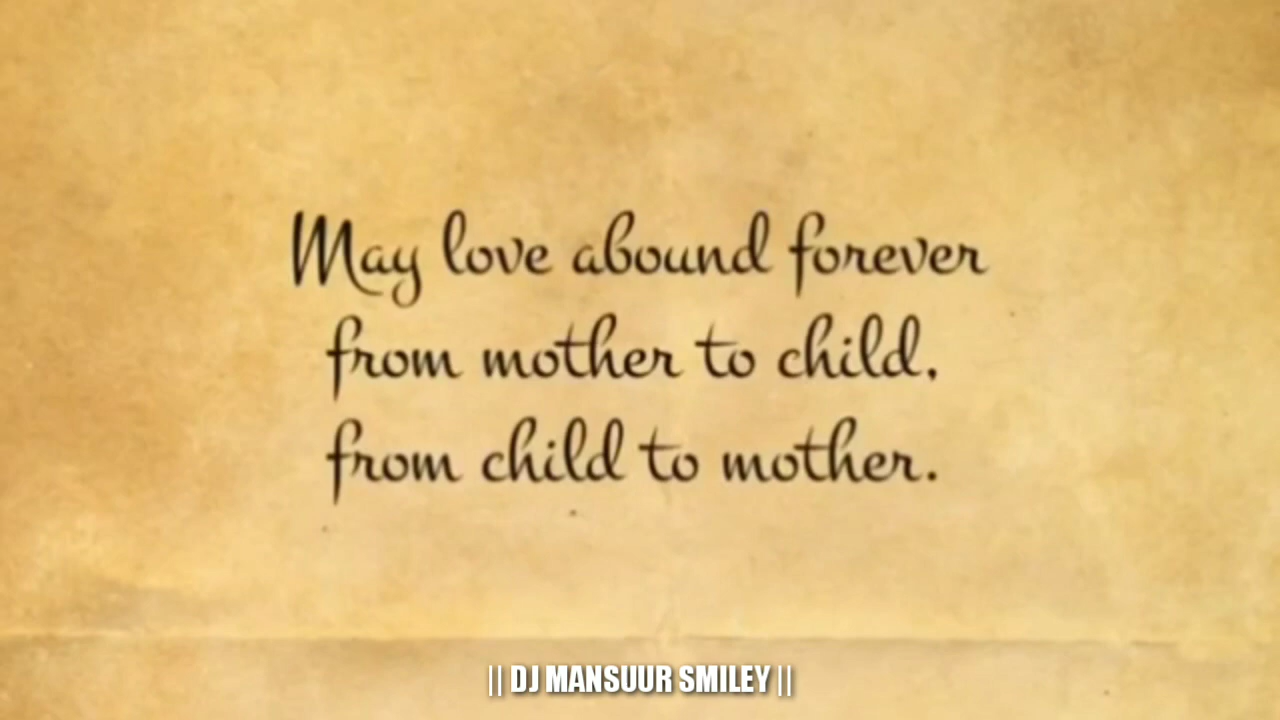 May love abound forever
from mother to child,
from child to mother.
|| DJ MANSUUR SMILEY ||